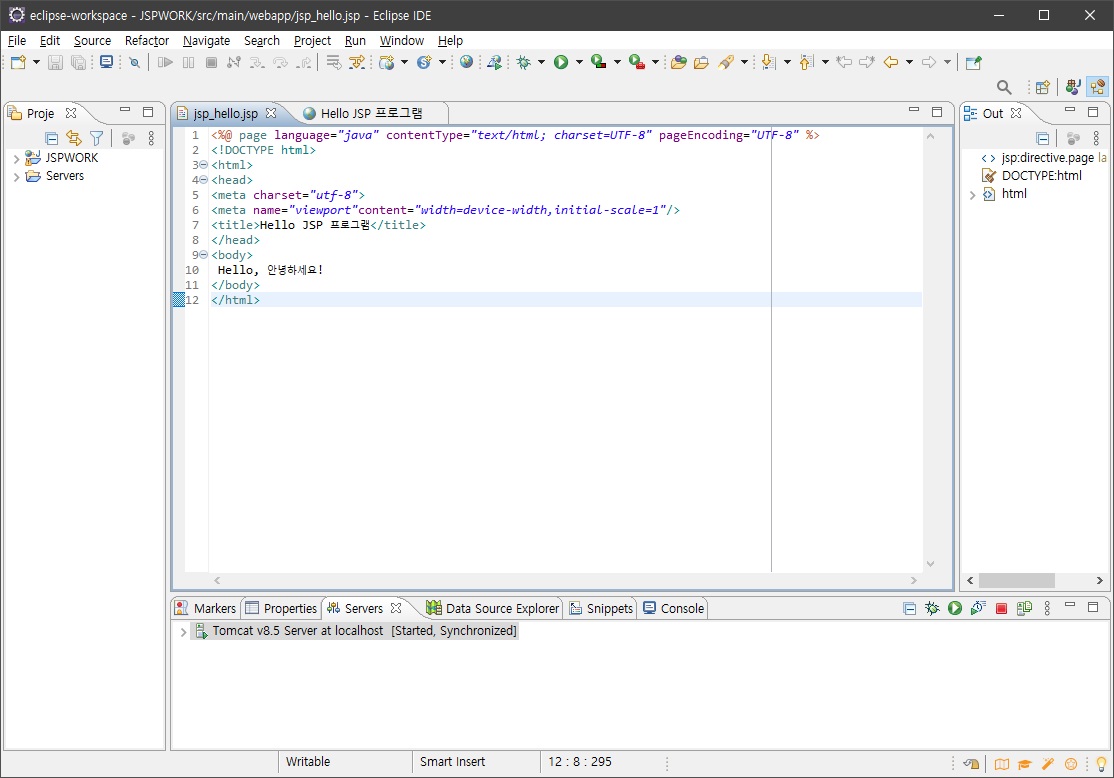 eclipse-workspace - JSPWORK/src/main/webapp/jsp_hello.jsp - Eclipse IDE
File Edit Source Refactor Navigate Search Project Run Window Help
Proje
JSPWORK
Servers
jsp_hello.jsp Hello JSP 프로그램
1 <%@ page language="java" contentType="text/html; charset=UTF-8" pageEncoding="UTF-8" %>
2 <!DOCTYPE html>
3 <html>
4 <head>
5 <meta charset="utf-8">
6 <meta name="viewport"content="width=device-width,initial-scale=1"/>
7 <title>Hello JSP 프로그램</title>
8 </head>
9 <body>
10 Hello, 안녕하세요!
11 </body>
12 </html>
Out
jsp:directive.page la
DOCTYPE:html
html
Markers Properties Servers Data Source Explorer Snippets Console
Tomcat v8.5 Server at localhost [Started, Synchronized]
Writable Smart Insert 12 : 8 : 295